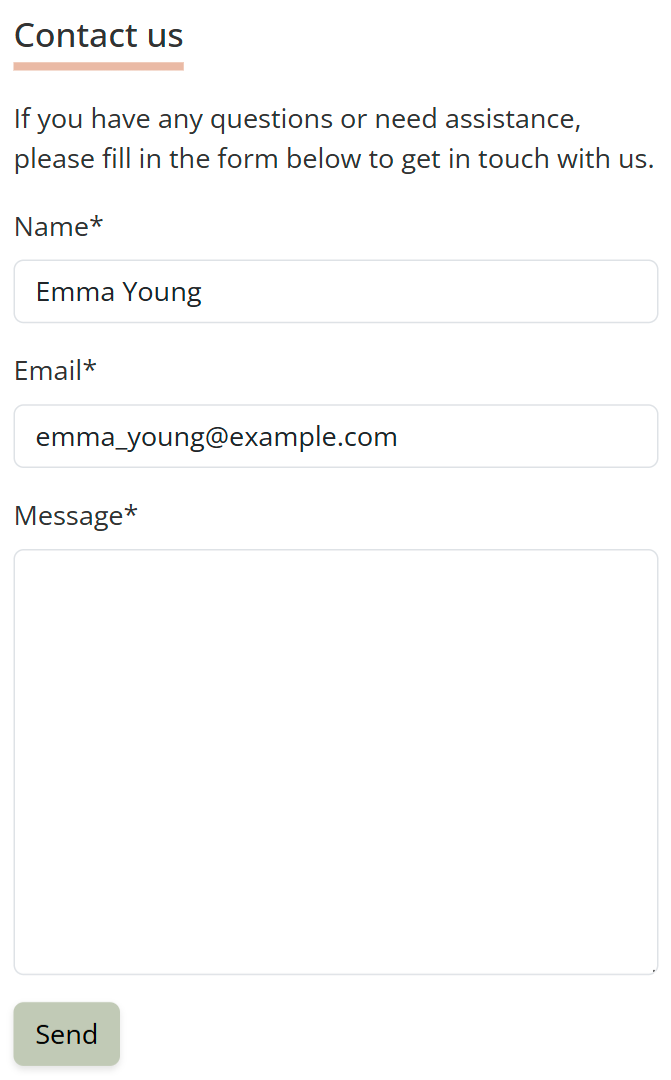 Contact us
If you have any questions or need assistance,
please fill in the form below to get in touch with us.
Name*
Emma Young
Email*
emma_young@example.com
Message*
Send